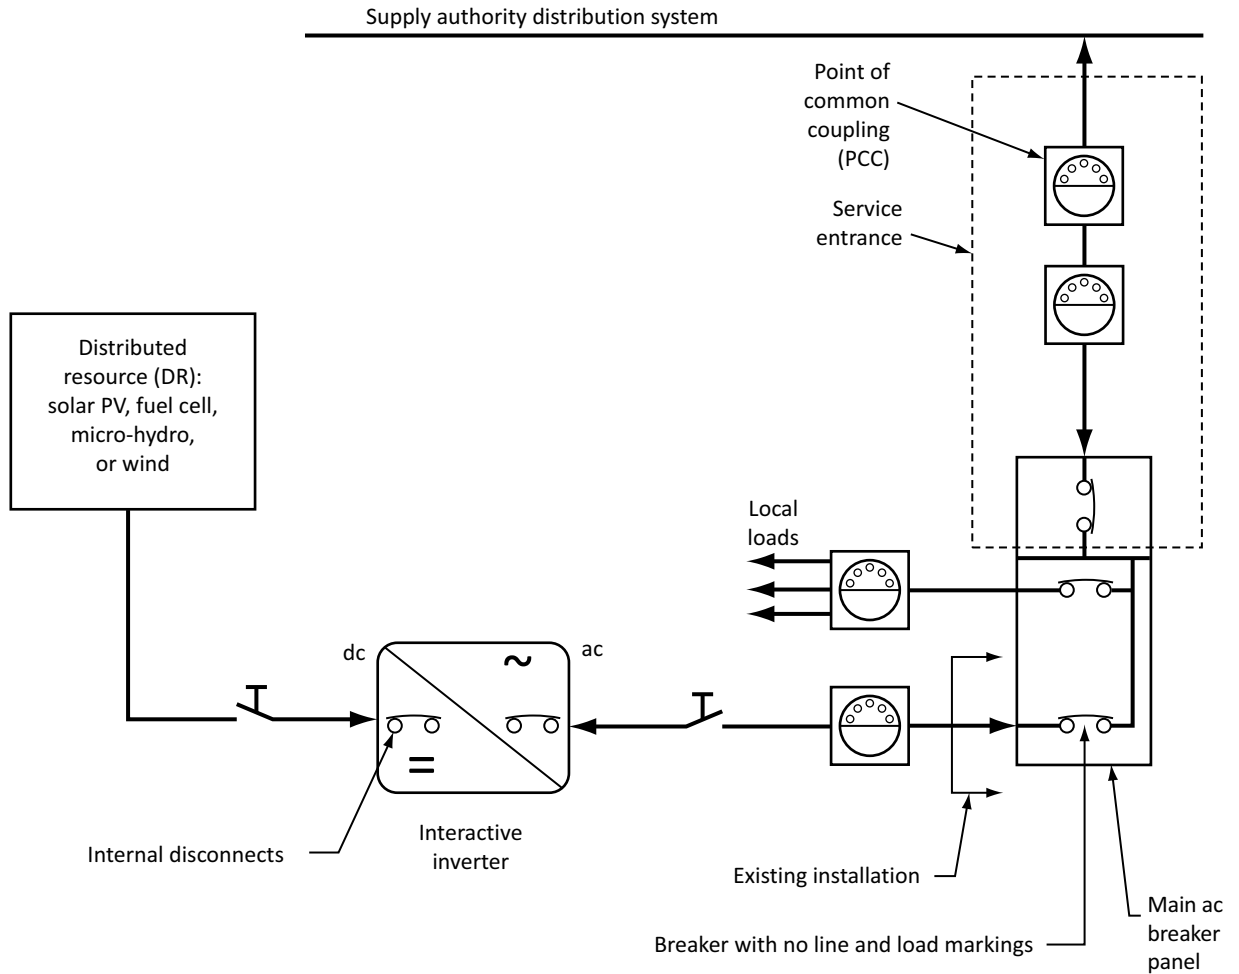 Supply authority distribution system
Point of
common
coupling
(PCC)
Service
entrance
Distributed
resource (DR):
solar PV, fuel cell,
micro-hydro,
or wind
Local
loads
dc
~
ac
=
Internal disconnects
Interactive
inverter
Existing installation
Breaker with no line and load markings
Main ac
breaker
panel